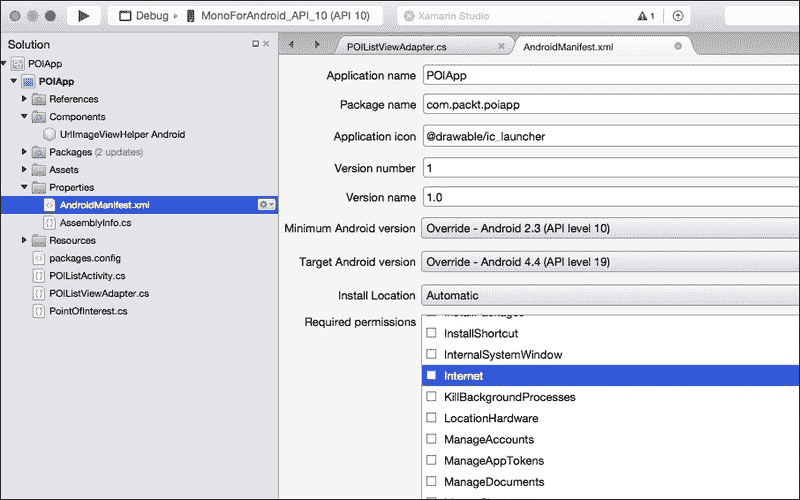 Debug
MonoForAndroid_API_10 (API 10)
Xamarin Studio
1
Solution
POIApp
POIApp
References
Components
UrlImageViewHelper Android
Packages (2 updates)
Assets
Properties
AndroidManifest.xml
AssemblyInfo.cs
Resources
packages.config
POIListActivity.cs
POIListViewAdapter.cs
PointOfInterest.cs
POIListViewAdapter.cs
AndroidManifest.xml
Application name POIApp
Package name com.packt.poiapp
Application icon @drawable/ic_launcher
Version number 1
Version name 1.0
Minimum Android version Override - Android 2.3 (API level 10)
Target Android version Override - Android 4.4 (API level 19)
Install Location Automatic
Required permissions
InstallShortcut
InternalSystemWindow
Internet
KillBackgroundProcesses
LocationHardware
ManageAccounts
ManageAppTokens
ManageDocuments